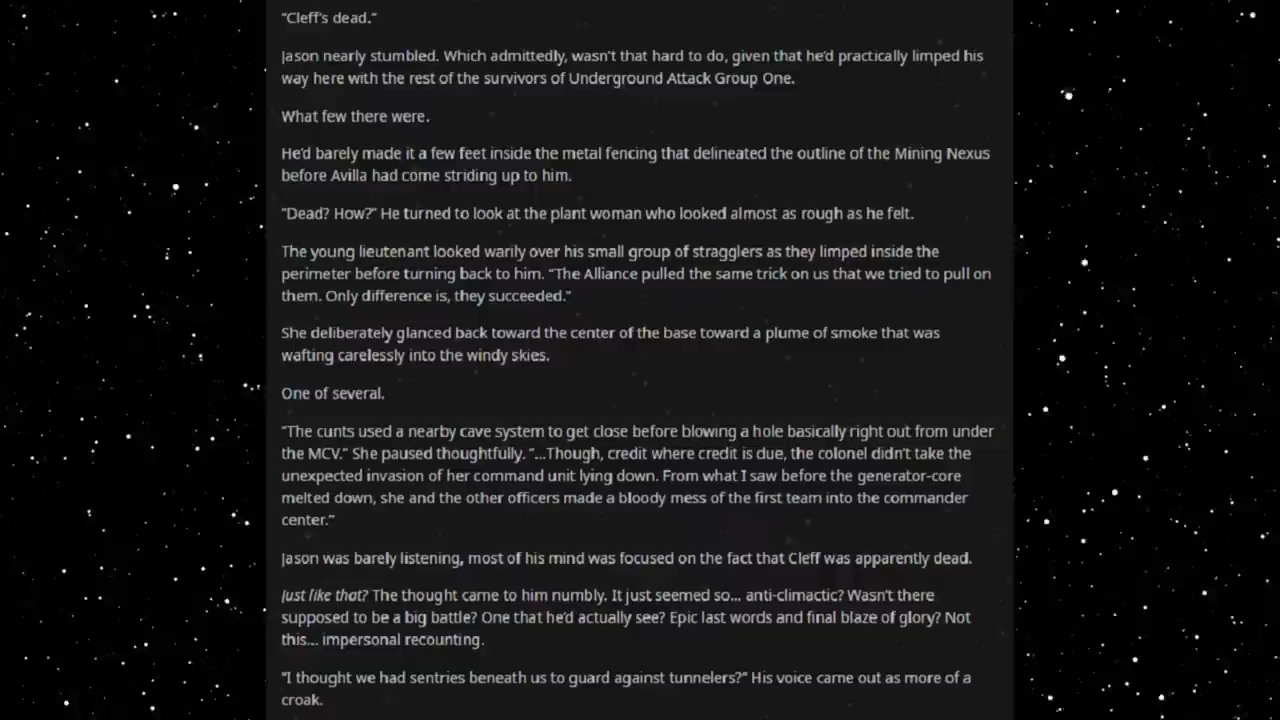 “Cleff’s dead.”
Jason nearly stumbled. Which admittedly, wasn’t that hard to do, given that he’d practically limped his
way here with the rest of the survivors of Underground Attack Group One.
What few there were.
He’d barely made it a few feet inside the metal fencing that delineated the outline of the Mining Nexus
before Avilla had come striding up to him.
“Dead? How?” He turned to look at the plant woman who looked almost as rough as he felt.
The young lieutenant looked warily over his small group of stragglers as they limped inside the
perimeter before turning back to him. “The Alliance pulled the same trick on us that we tried to pull on
them. Only difference is, they succeeded.”
She deliberately glanced back toward the center of the base toward a plume of smoke that was
wafting carelessly into the windy skies.
One of several.
“The cunts used a nearby cave system to get close before blowing a hole basically right out from under
the MCV.” She paused thoughtfully. “…Though, credit where credit is due, the colonel didn’t take the
unexpected invasion of her command unit lying down. From what I saw before the generator-core
melted down, she and the other officers made a bloody mess of the first team into the commander
center.”
Jason was barely listening, most of his mind was focused on the fact that Cleff was apparently dead.
Just like that? The thought came to him numbly. It just seemed so… anti-climactic? Wasn’t there
supposed to be a big battle? One that he’d actually see? Epic last words and final blaze of glory? Not
this… impersonal recounting.
“I thought we had sentries beneath us to guard against tunnelers?” His voice came out as more of a
croak.